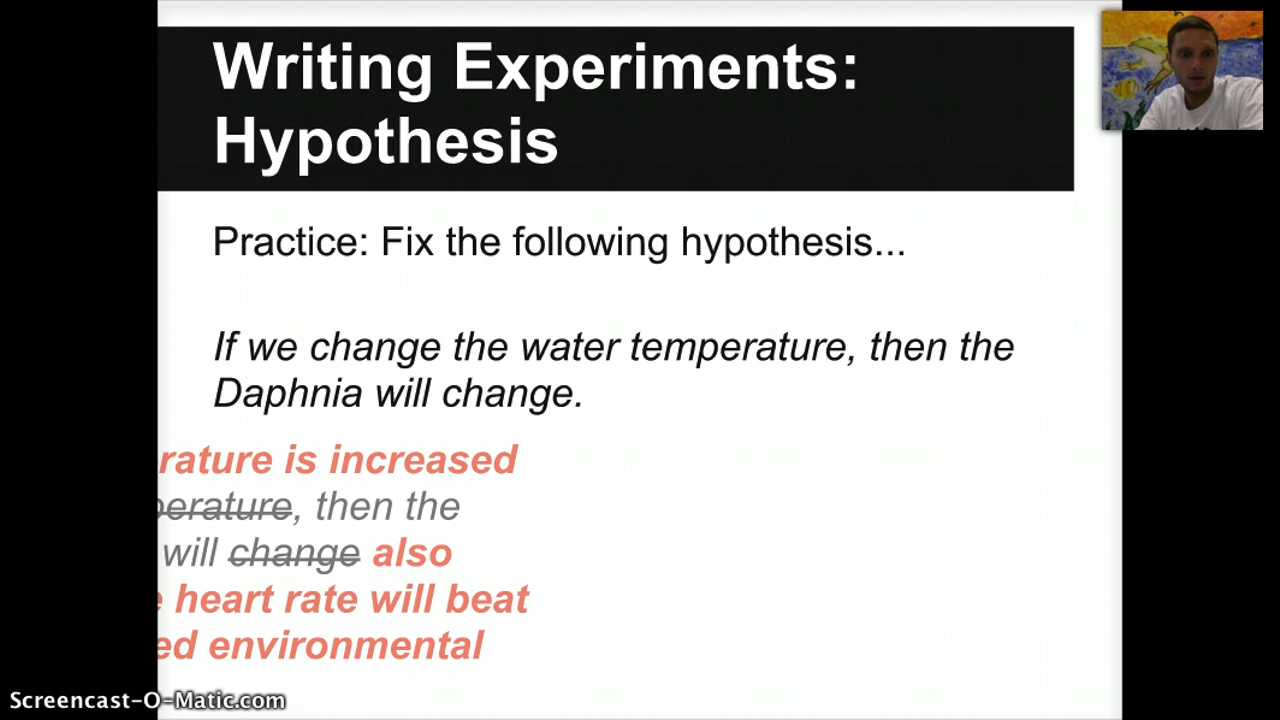 Writing Experiments:
Hypothesis
Practice: Fix the following hypothesis...
If we change the water temperature, then the
Daphnia will change.
rature is increased
perature, then the
will change also
heart rate will beat
ed environmental
Screencast-O-Matic.com